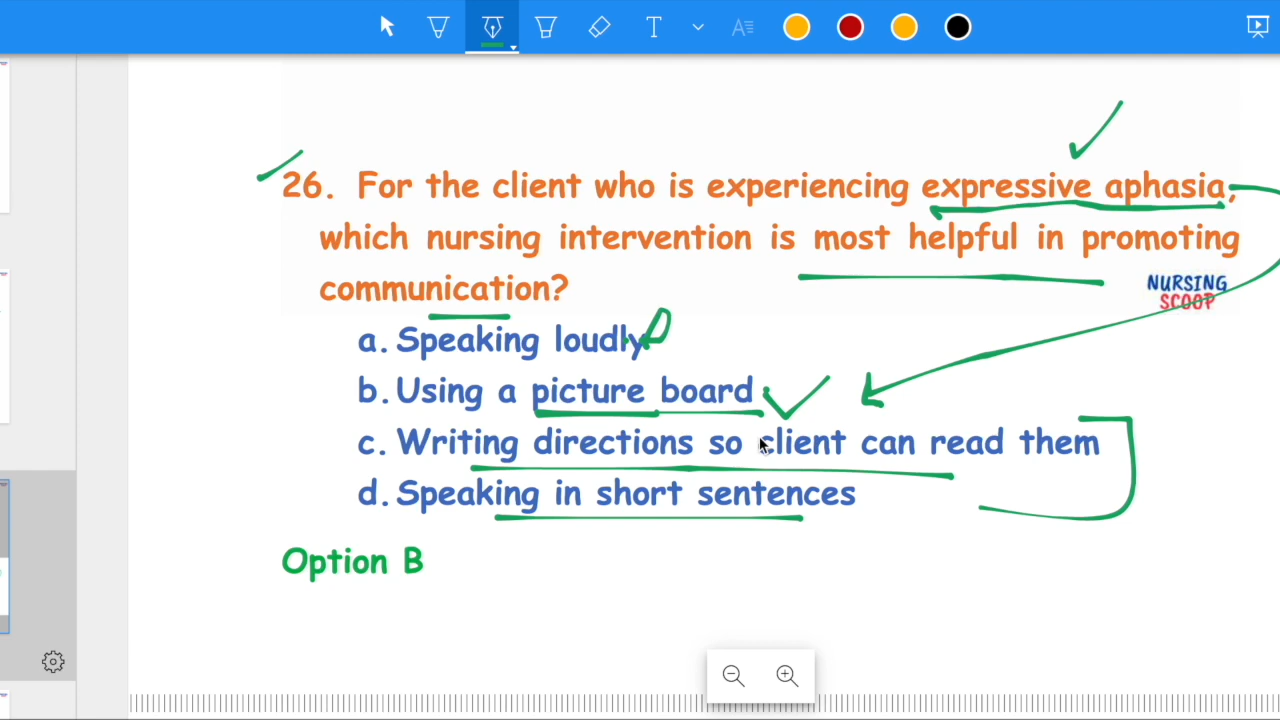 26. For the client who is experiencing expressive aphasia,
which nursing intervention is most helpful in promoting
communication?
NURSING
SCOOP
a. Speaking loudly
b. Using a picture board
c. Writing directions so client can read them
d. Speaking in short sentences
Option B